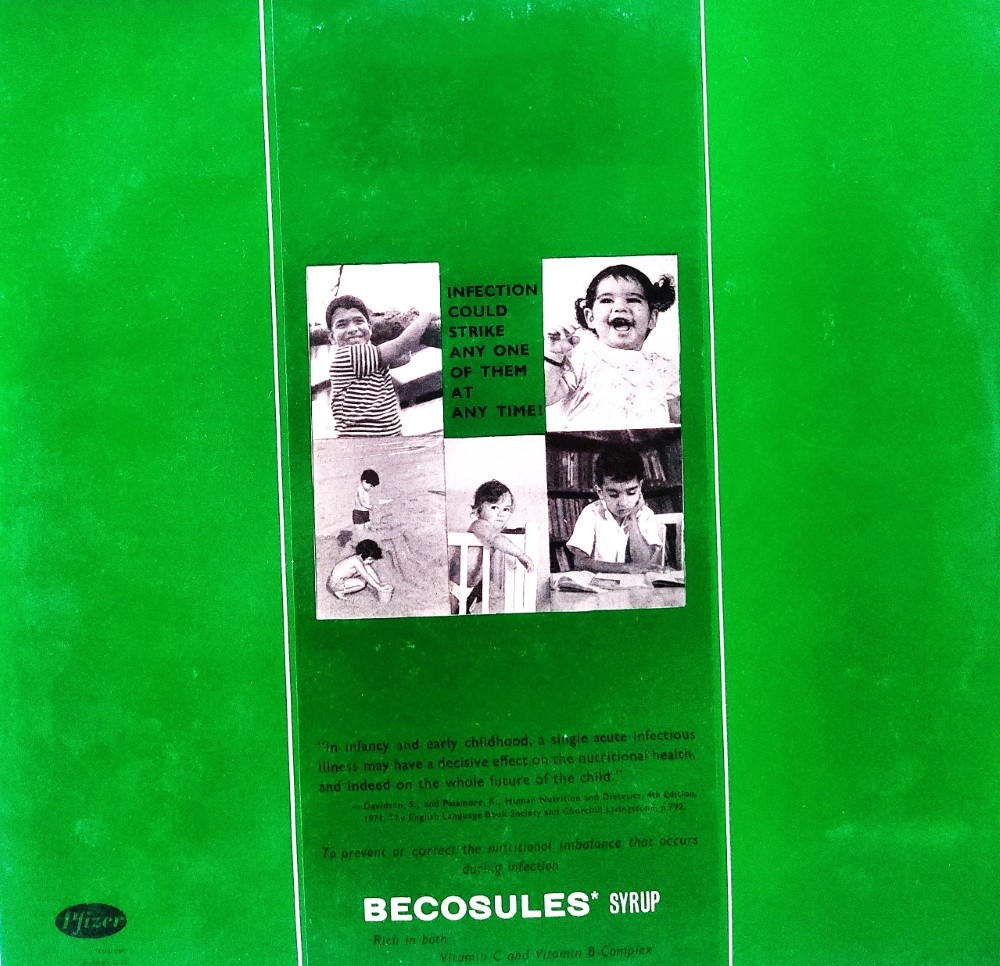 INFECTION
COULD
STRIKE
ANY ONE
OF THEM
AT
ANY TIME!
"In infancy and early childhood, a single acute infectious
illness may have a decisive effect on the nutritional health,
and indeed on the whole future of the child."
—Davidson, S., and Passmore, R., Human Nutrition and Dietetics, 4th Edition,
1971, The English Language Book Society and Churchill Livingstone, p 792.
To prevent or correct the nutritional imbalance that occurs
during infection
BECOSULES* SYRUP
Rich in both
Vitamin C and Vitamin B-Complex
Pfizer